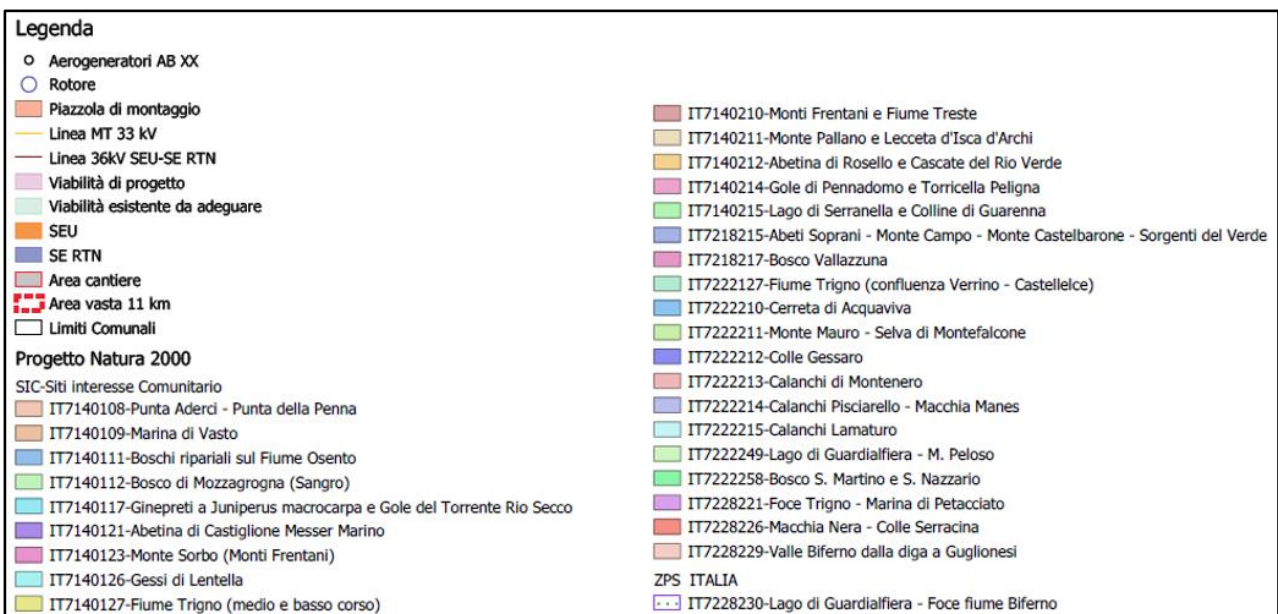 Legenda
Aerogeneratori AB XX
Rotore
Piazzola di montaggio
Linea MT 33 kV
Linea 36kV SEU-SE RTN
Viabilità di progetto
Viabilità esistente da adeguare
SEU
SE RTN
Area cantiere
Area vasta 11 km
Limiti Comunali
Progetto Natura 2000
SIC-Siti interesse Comunitario
IT7140108-Punta Aderci - Punta della Penna
IT7140109-Marina di Vasto
IT7140111-Boschi ripariali sul Fiume Osento
IT7140112-Bosco di Mozzagrogna (Sangro)
IT7140117-Ginepreti a Juniperus macrocarpa e Gole del Torrente Rio Secco
IT7140121-Abetina di Castiglione Messer Marino
IT7140123-Monte Sorbo (Monti Frentani)
IT7140126-Gessi di Lentella
IT7140127-Fiume Trigno (medio e basso corso)
IT7140210-Monti Frentani e Fiume Treste
IT7140211-Monte Pallano e Lecceta d'Isca d'Archi
IT7140212-Abetina di Rosello e Cascate del Rio Verde
IT7140214-Gole di Pennadomo e Torricella Peligna
IT7140215-Lago di Serranella e Colline di Guarenna
IT7218215-Abeti Soprani - Monte Campo - Monte Castelbarone - Sorgenti del Verde
IT7218217-Bosco Vallazzuna
IT7222127-Fiume Trigno (confluenza Verrino - Castellelce)
IT7222210-Cerreta di Acquaviva
IT7222211-Monte Mauro - Selva di Montefalcone
IT7222212-Colle Gessaro
IT7222213-Calanchi di Montenero
IT7222214-Calanchi Pisciarello - Macchia Manes
IT7222215-Calanchi Lamaturo
IT7222249-Lago di Guardialfiera - M. Peloso
IT7222258-Bosco S. Martino e S. Nazzario
IT7228221-Foce Trigno - Marina di Petacciato
IT7228226-Macchia Nera - Colle Serracina
IT7228229-Valle Biferno dalla diga a Guglionesi
ZPS ITALIA
IT7228230-Lago di Guardialfiera - Foce fiume Biferno